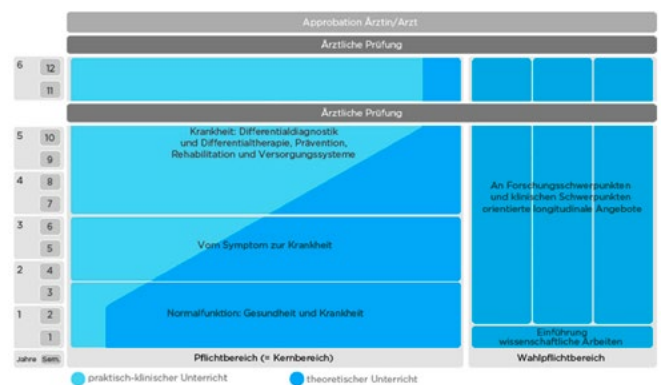 Approbation Ärztin/Arzt
Ärztliche Prüfung
6 12
11
Ärztliche Prüfung
5 10
Krankheit: Differentialdiagnostik
und Differentialtherapie, Prävention,
Rehabilitation und Versorgungssysteme
9
4 8
7
An Forschungsschwerpunkten
und klinischen Schwerpunkten
orientierte longitudinale Angebote
3 6
5
Vom Symptom zur Krankheit
2 4
3
1 2
Normalfunktion: Gesundheit und Krankheit
1
Einführung
wissenschaftliche Arbeiten
Jahre Sem. Pflichtbereich (= Kernbereich) Wahlpflichtbereich
praktisch-klinischer Unterricht theoretischer Unterricht